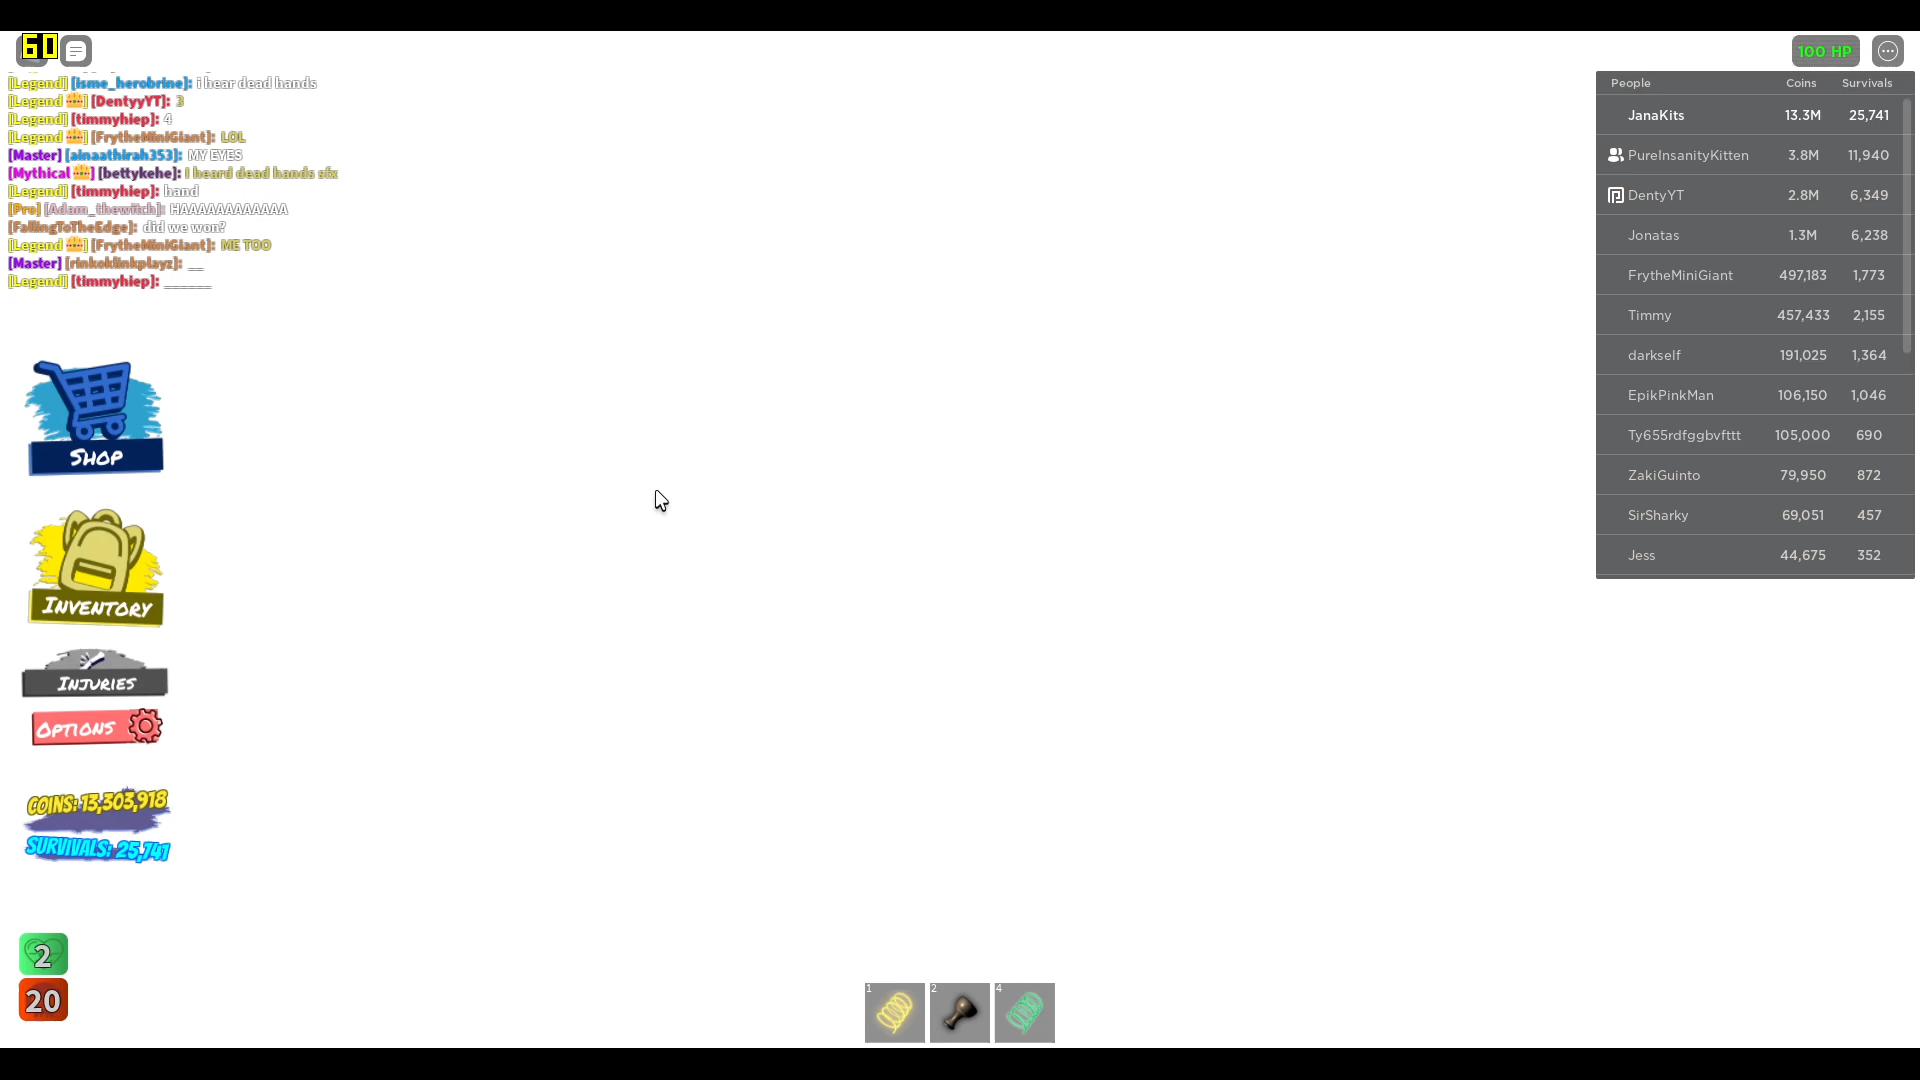 60
[Legend] [isme_herobrine]: i hear dead hands
[Legend] [DentyyYT]: 3
[Legend] [timmyhiep]: 4
[Legend] [FrytheMiniGiant]: LOL
[Master] [ainaathirah353]: MY EYES
[Mythical] [bettykehe]: I heard dead hands sfx
[Legend] [timmyhiep]: hand
[Pro] [Adam_thewitch]: HAAAAAAAAAAAA
[FallingToTheEdge]: did we won?
[Legend] [FrytheMiniGiant]: ME TOO
[Master] [rinkoklinkplayz]: __
[Legend] [timmyhiep]: ______
SHOP
INVENTORY
INJURIES
OPTIONS
COINS: 13,303,918
SURVIVALS: 25,741
2
20
1 2 4
100 HP
People Coins Survivals
JanaKits 13.3M 25,741
PureInsanityKitten 3.8M 11,940
DentyYT 2.8M 6,349
Jonatas 1.3M 6,238
FrytheMiniGiant 497,183 1,773
Timmy 457,433 2,155
darkself 191,025 1,364
EpikPinkMan 106,150 1,046
Ty655rdfggbvfttt 105,000 690
ZakiGuinto 79,950 872
SirSharky 69,051 457
Jess 44,675 352